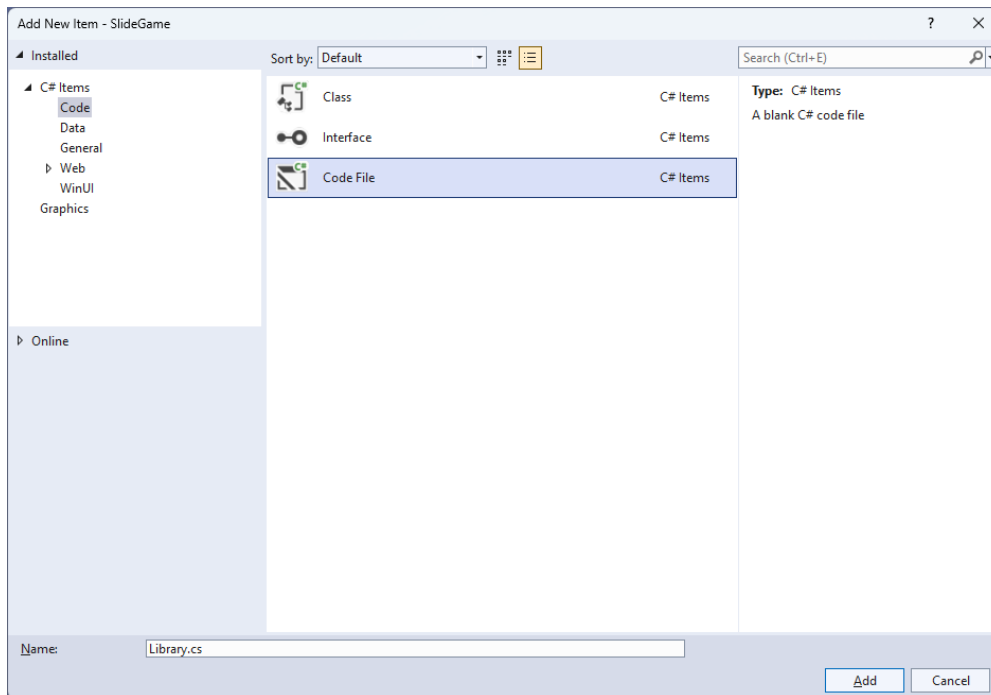 Add New Item - SlideGame
?
Installed
Sort by: Default
Search (Ctrl+E)
C# Items
Code
Data
General
Web
WinUI
Graphics
Online
Class C# Items
Interface C# Items
Code File C# Items
Type: C# Items
A blank C# code file
Name: Library.cs
Add Cancel